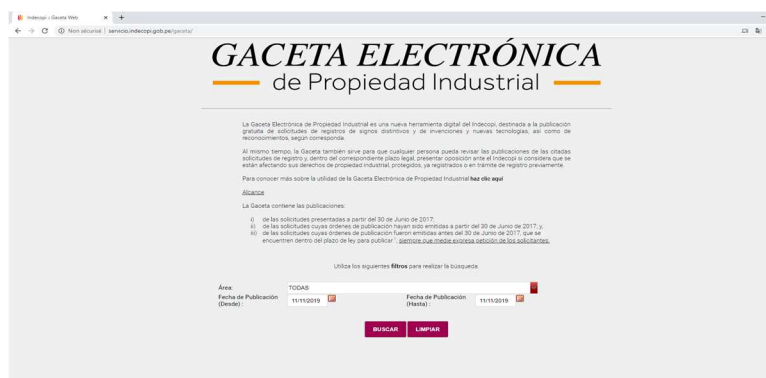 Indecopi :: Gaceta Web
Non sécurisé | servicio.indecopi.gob.pe/gaceta/
GACETA ELECTRÓNICA
de Propiedad Industrial
La Gaceta Electrónica de Propiedad Industrial es una nueva herramienta digital del Indecopi, destinada a la publicación
gratuita de solicitudes de registros de signos distintivos y de invenciones y nuevas tecnologías, así como de
reconocimientos, según corresponda.
Al mismo tiempo, la Gaceta también sirve para que cualquier persona pueda revisar las publicaciones de las citadas
solicitudes de registro y, dentro del correspondiente plazo legal, presentar oposición ante el Indecopi si considera que se
están afectando sus derechos de propiedad industrial, protegidos, ya registrados o en trámite de registro previamente.
Para conocer más sobre la utilidad de la Gaceta Electrónica de Propiedad Industrial haz clic aquí
Alcance
La Gaceta contiene las publicaciones:
i) de las solicitudes presentadas a partir del 30 de Junio de 2017;
ii) de las solicitudes cuyas órdenes de publicación hayan sido emitidas a partir del 30 de Junio de 2017; y,
iii) de las solicitudes cuyas órdenes de publicación fueron emitidas antes del 30 de Junio de 2017, que se
encuentren dentro del plazo de ley para publicar , siempre que medie expresa petición de los solicitantes.
Utiliza los siguientes filtros para realizar la búsqueda.
Área: TODAS
Fecha de Publicación (Desde) : 11/11/2019
Fecha de Publicación (Hasta) : 11/11/2019
BUSCAR LIMPIAR